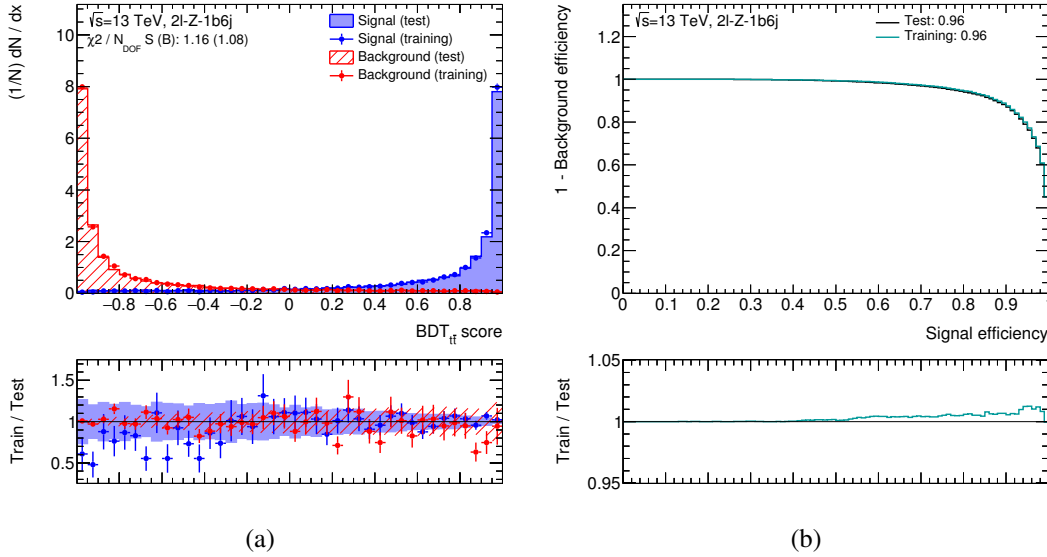 √s=13 TeV, 2l-Z-1b6j
χ2 / N_DOF S (B): 1.16 (1.08)
Signal (test)
Signal (training)
Background (test)
Background (training)
(1/N) dN / dx
10
8
6
4
2
0
-0.8 -0.6 -0.4 -0.2 0 0.2 0.4 0.6 0.8
BDT_tt̄ score
Train / Test
1.5
1
0.5
(a)
√s=13 TeV, 2l-Z-1b6j
Test: 0.96
Training: 0.96
1 - Background efficiency
1.2
1
0.8
0.6
0.4
0.2
0
0 0.1 0.2 0.3 0.4 0.5 0.6 0.7 0.8 0.9 1
Signal efficiency
Train / Test
1.05
1
0.95
(b)